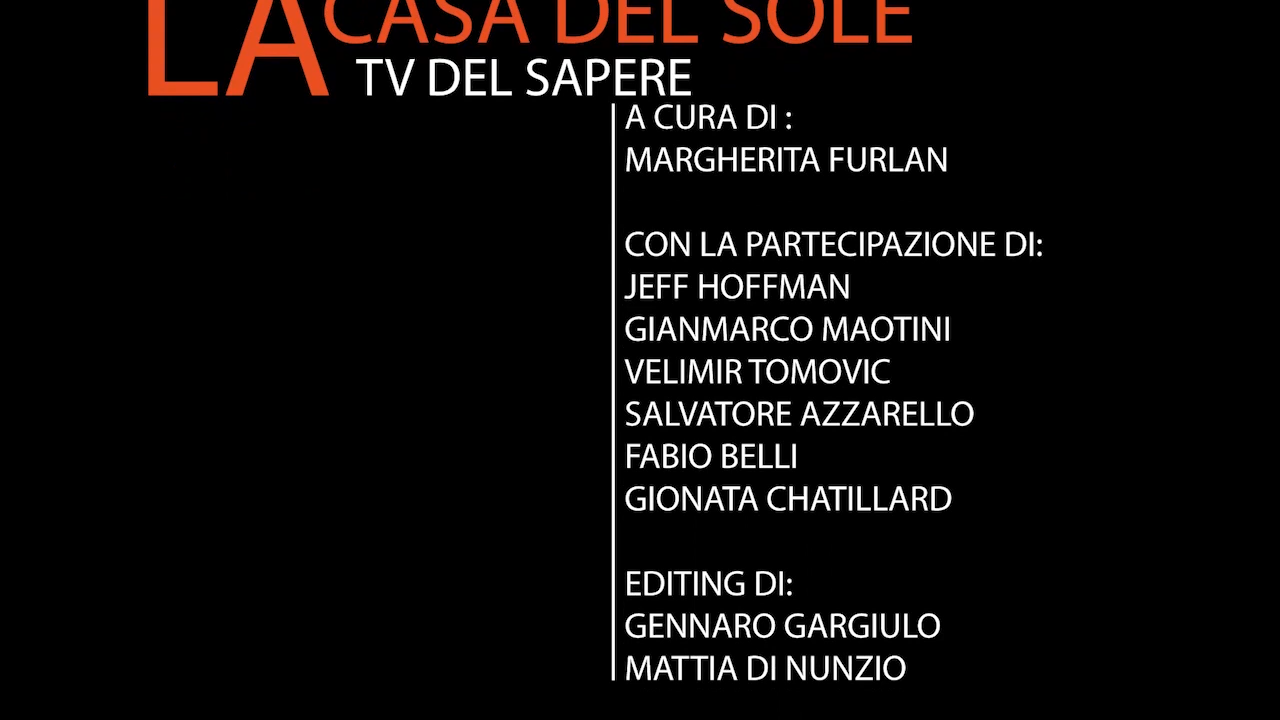 LA CASA DEL SOLE
TV DEL SAPERE
A CURA DI :
MARGHERITA FURLAN
CON LA PARTECIPAZIONE DI:
JEFF HOFFMAN
GIANMARCO MAOTINI
VELIMIR TOMOVIC
SALVATORE AZZARELLO
FABIO BELLI
GIONATA CHATILLARD
EDITING DI:
GENNARO GARGIULO
MATTIA DI NUNZIO